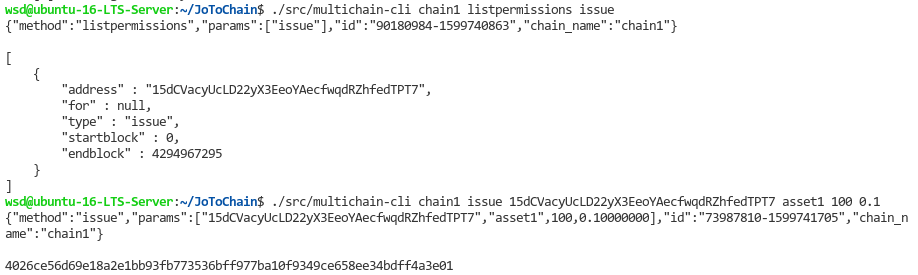 wsd@ubuntu-16-LTS-Server:~/JoToChain$ ./src/multichain-cli chain1 listpermissions issue
{"method":"listpermissions","params":["issue"],"id":"90180984-1599740863","chain_name":"chain1"}
[
{
"address" : "15dCVacyUcLD22yX3EeoYAecfwqdRZhfedTPT7",
"for" : null,
"type" : "issue",
"startblock" : 0,
"endblock" : 4294967295
}
]
wsd@ubuntu-16-LTS-Server:~/JoToChain$ ./src/multichain-cli chain1 issue 15dCVacyUcLD22yX3EeoYAecfwqdRZhfedTPT7 asset1 100 0.1
{"method":"issue","params":["15dCVacyUcLD22yX3EeoYAecfwqdRZhfedTPT7","asset1",100,0.10000000],"id":"73987810-1599741705","chain_n
ame":"chain1"}
4026ce56d69e18a2e1bb93fb773536bff977ba10f9349ce658ee34bdff4a3e01